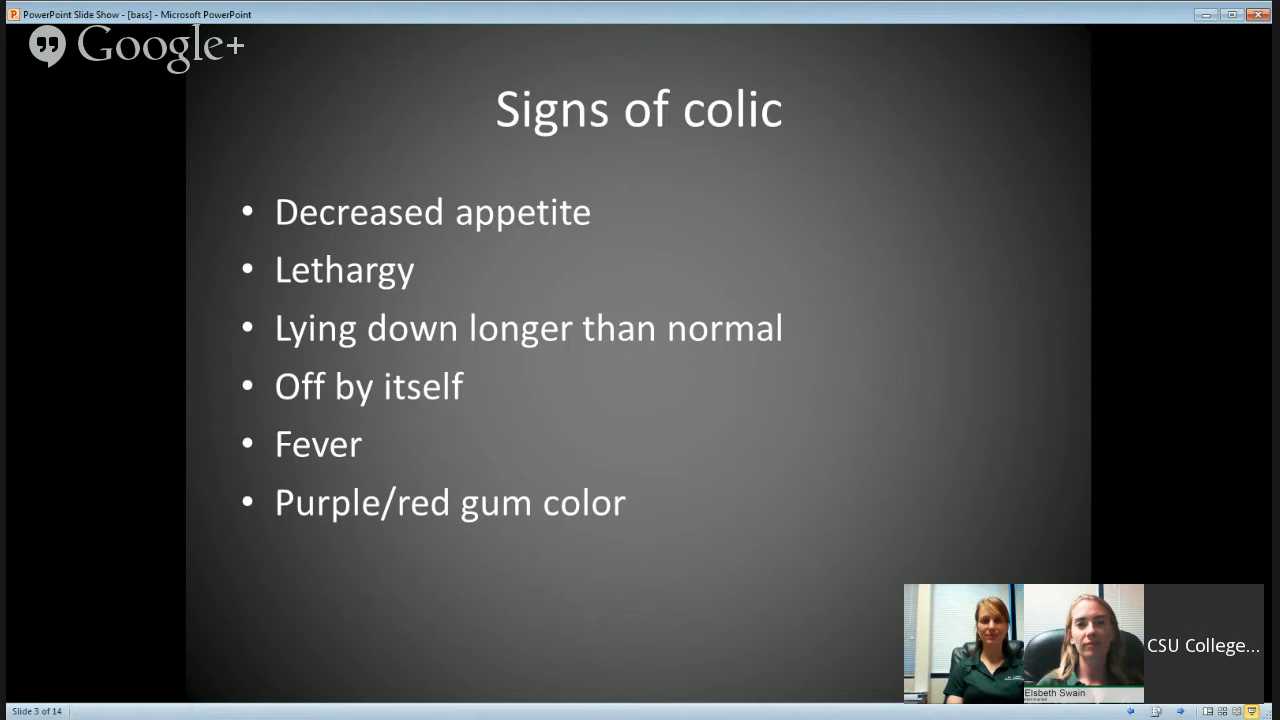 PowerPoint Slide Show - [bass] - Microsoft PowerPoint
Google+
Signs of colic
• Decreased appetite
• Lethargy
• Lying down longer than normal
• Off by itself
• Fever
• Purple/red gum color
CSU College...
Elsbeth Swain
Slide 3 of 14